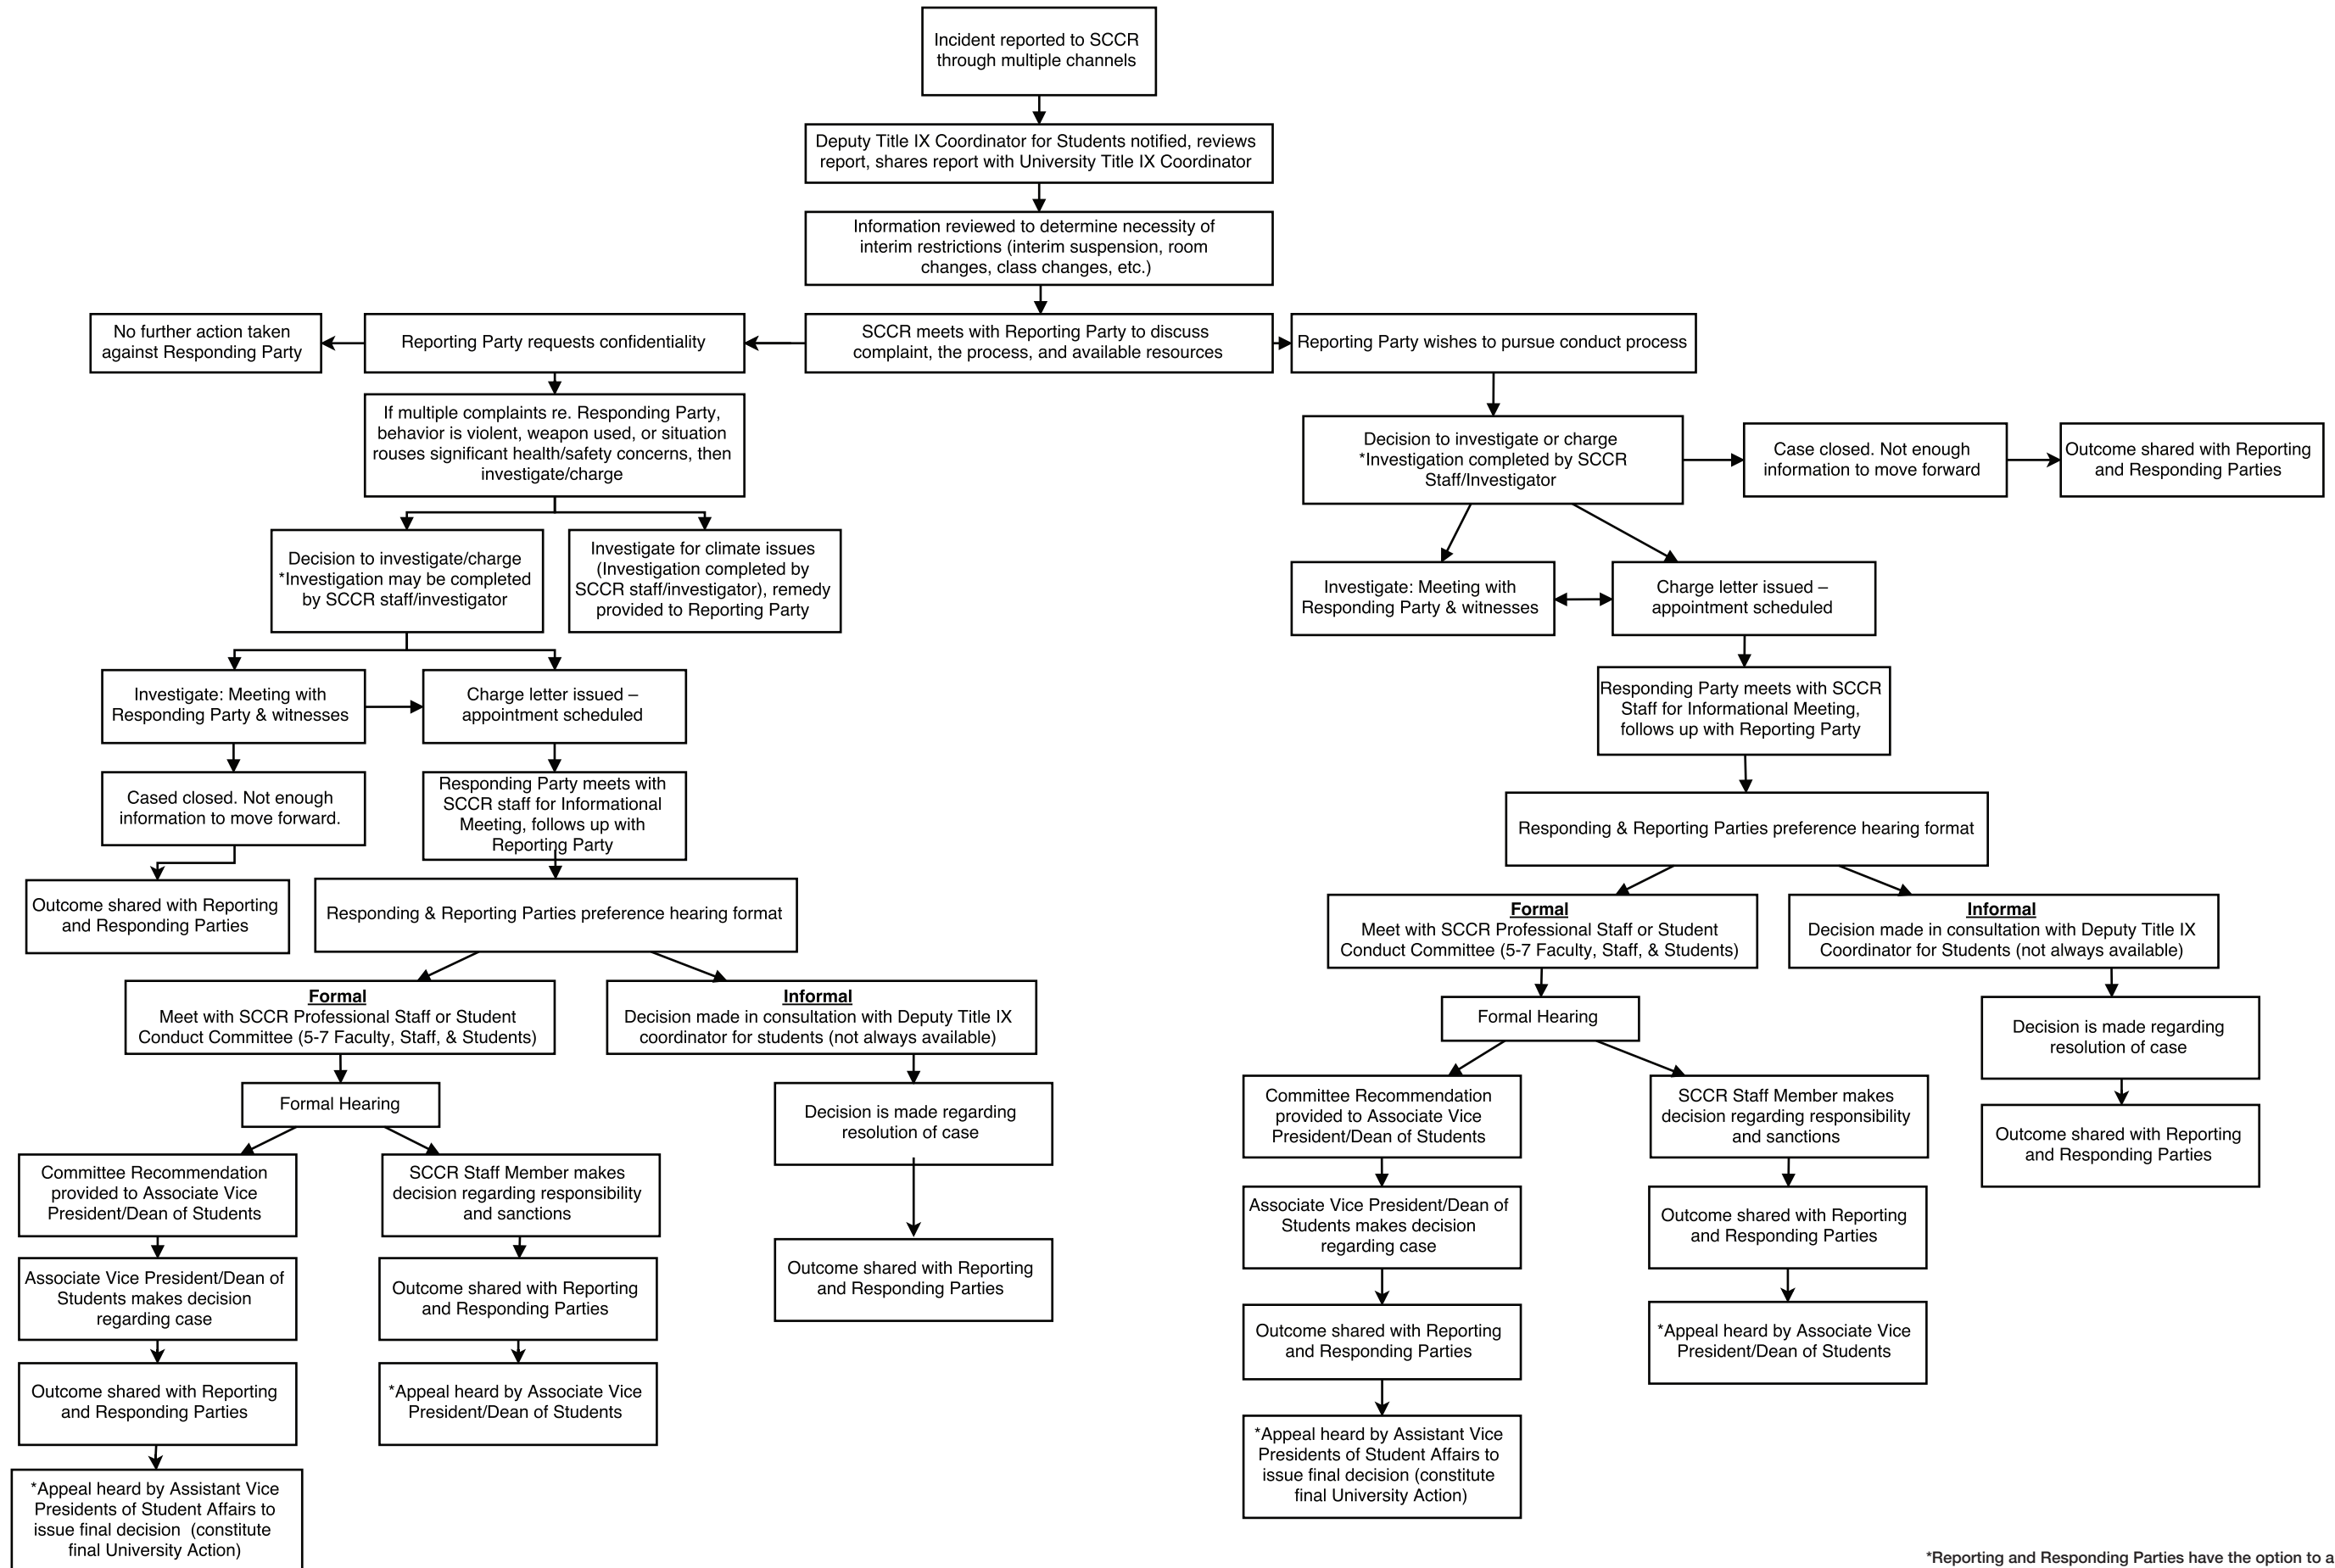 Incident reported to SCCR
through multiple channels
Deputy Title IX Coordinator for Students notified, reviews
report, shares report with University Title IX Coordinator
Information reviewed to determine necessity of
interim restrictions (interim suspension, room
changes, class changes, etc.)
No further action taken
against Responding Party
Reporting Party requests confidentiality
SCCR meets with Reporting Party to discuss
complaint, the process, and available resources
Reporting Party wishes to pursue conduct process
If multiple complaints re. Responding Party,
behavior is violent, weapon used, or situation
rouses significant health/safety concerns, then
investigate/charge
Decision to investigate or charge
*Investigation completed by SCCR
Staff/Investigator
Case closed. Not enough
information to move forward
Outcome shared with Reporting
and Responding Parties
Decision to investigate/charge
*Investigation may be completed
by SCCR staff/investigator
Investigate for climate issues
(Investigation completed by
SCCR staff/investigator), remedy
provided to Reporting Party
Investigate: Meeting with
Responding Party & witnesses
Charge letter issued –
appointment scheduled
Investigate: Meeting with
Responding Party & witnesses
Charge letter issued –
appointment scheduled
Responding Party meets with SCCR
Staff for Informational Meeting,
follows up with Reporting Party
Cased closed. Not enough
information to move forward.
Responding Party meets with
SCCR staff for Informational
Meeting, follows up with
Reporting Party
Responding & Reporting Parties preference hearing format
Outcome shared with Reporting
and Responding Parties
Responding & Reporting Parties preference hearing format
Formal
Meet with SCCR Professional Staff or Student
Conduct Committee (5-7 Faculty, Staff, & Students)
Informal
Decision made in consultation with Deputy Title IX
Coordinator for Students (not always available)
Formal
Meet with SCCR Professional Staff or Student
Conduct Committee (5-7 Faculty, Staff, & Students)
Informal
Decision made in consultation with Deputy Title IX
coordinator for students (not always available)
Formal Hearing
Decision is made regarding
resolution of case
Formal Hearing
Decision is made regarding
resolution of case
Committee Recommendation
provided to Associate Vice
President/Dean of Students
SCCR Staff Member makes
decision regarding responsibility
and sanctions
Outcome shared with Reporting
and Responding Parties
Committee Recommendation
provided to Associate Vice
President/Dean of Students
SCCR Staff Member makes
decision regarding responsibility
and sanctions
Associate Vice President/Dean of
Students makes decision
regarding case
Outcome shared with Reporting
and Responding Parties
Associate Vice President/Dean of
Students makes decision
regarding case
Outcome shared with Reporting
and Responding Parties
Outcome shared with Reporting
and Responding Parties
Outcome shared with Reporting
and Responding Parties
*Appeal heard by Associate Vice
President/Dean of Students
Outcome shared with Reporting
and Responding Parties
*Appeal heard by Associate Vice
President/Dean of Students
*Appeal heard by Assistant Vice
Presidents of Student Affairs to
issue final decision (constitute
final University Action)
*Appeal heard by Assistant Vice
Presidents of Student Affairs to
issue final decision (constitute
final University Action)
*Reporting and Responding Parties have the option to a